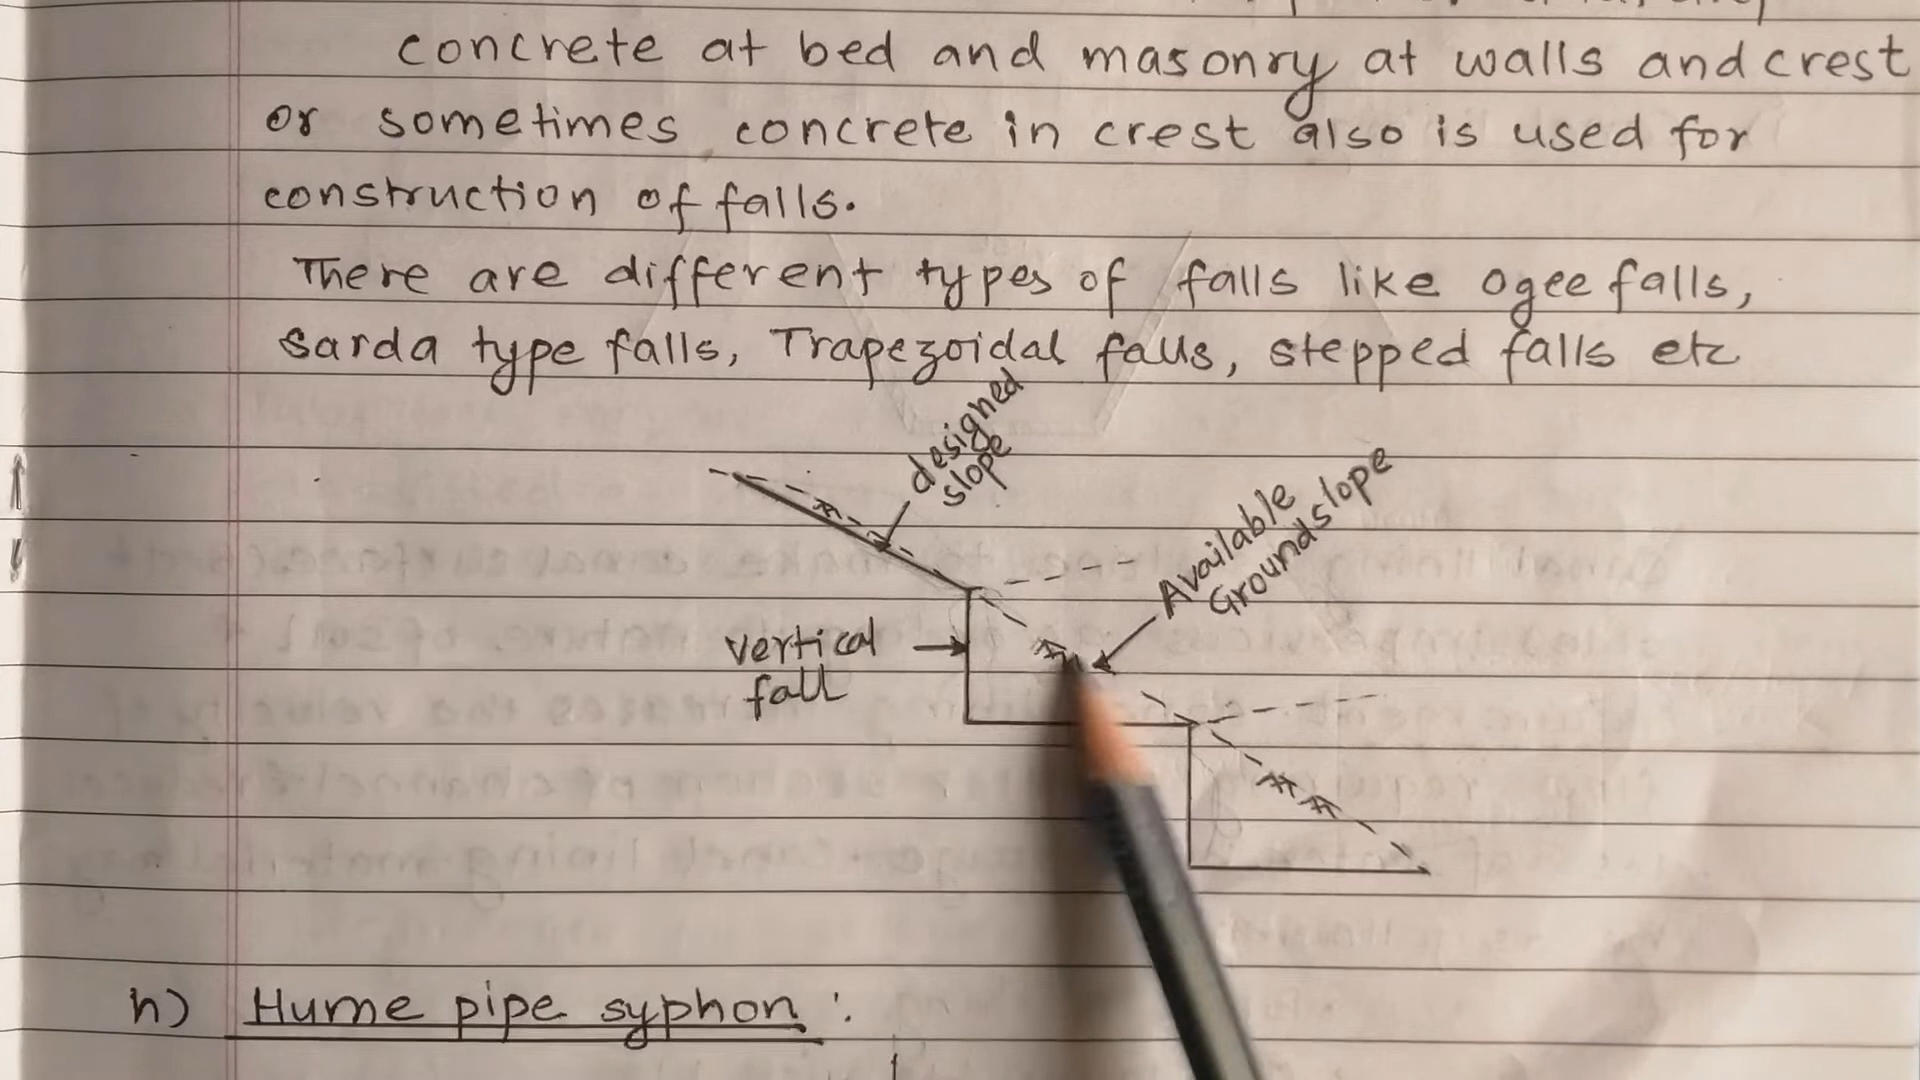 concrete at bed and masonry at walls and crest
or sometimes concrete in crest also is used for
construction of falls.
There are different types of falls like ogee falls,
sarda type falls, Trapezoidal falls, stepped falls etc
designed
slope
Available
Groundslope
vertical
fall
h) Hume pipe syphon :